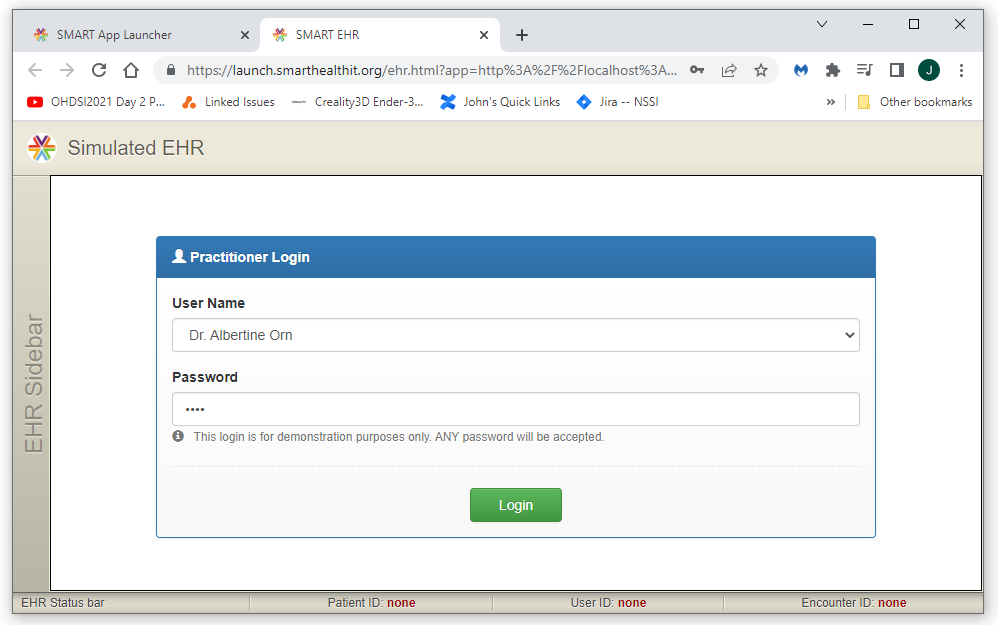 SMART App Launcher
SMART EHR
https://launch.smarthealthit.org/ehr.html?app=http%3A%2F%2Flocalhost%3A...
J
OHDSI2021 Day 2 P...
Linked Issues
Creality3D Ender-3...
John's Quick Links
Jira -- NSSI
»
Other bookmarks
Simulated EHR
EHR Sidebar
Practitioner Login
User Name
Dr. Albertine Orn
Password
••••
This login is for demonstration purposes only. ANY password will be accepted.
Login
EHR Status bar
Patient ID: none
User ID: none
Encounter ID: none